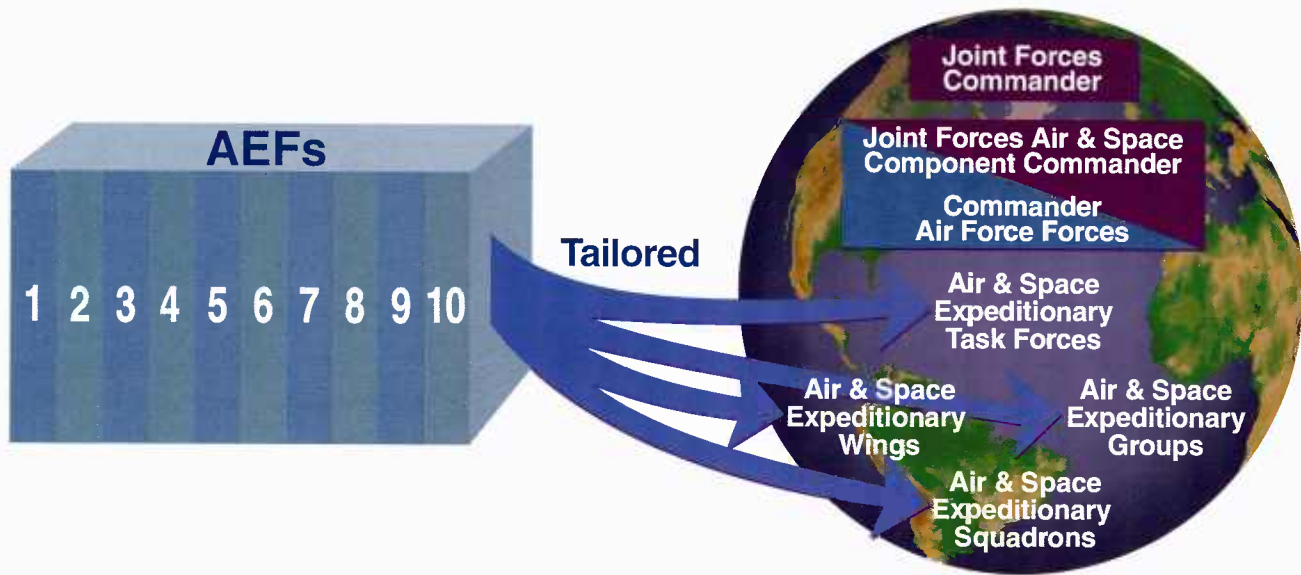 AEFs
1 2 3 4 5 6 7 8 9 10
Tailored
Joint Forces
Commander
Joint Forces Air & Space
Component Commander
Commander
Air Force Forces
Air & Space
Expeditionary
Task Forces
Air & Space
Expeditionary
Wings
Air & Space
Expeditionary
Groups
Air & Space
Expeditionary
Squadrons